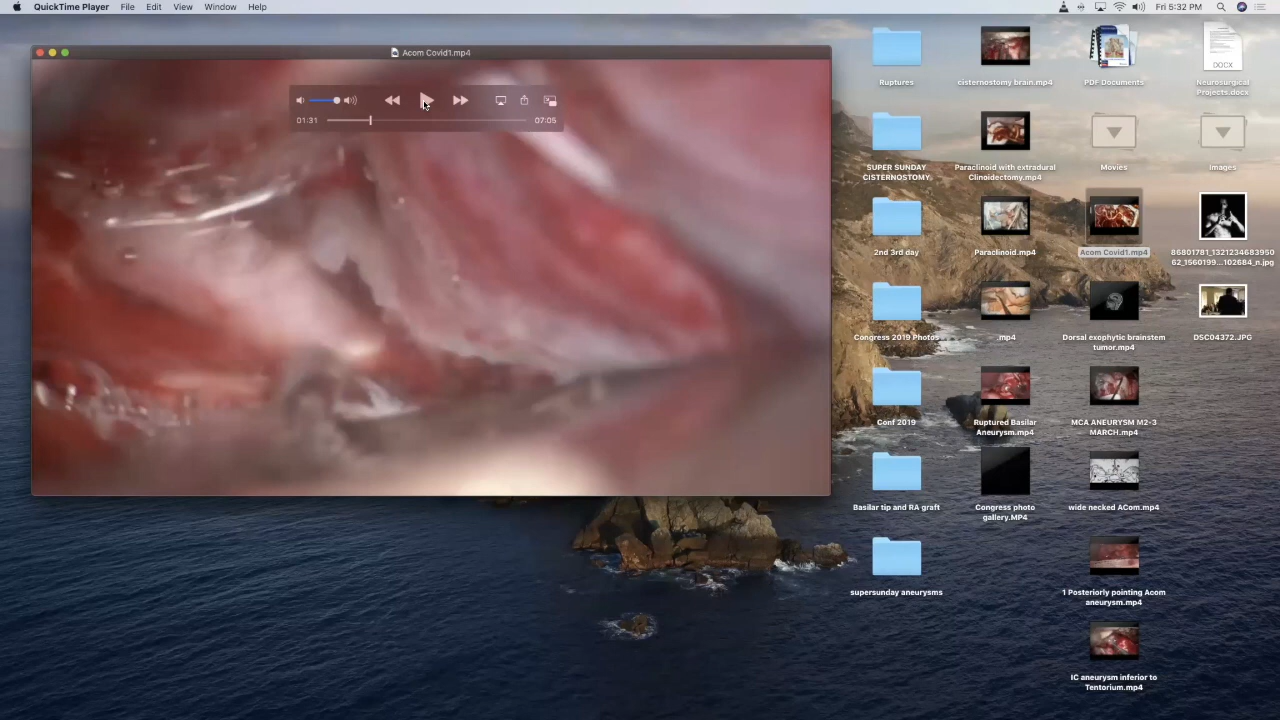 QuickTime Player File Edit View Window Help
Fri 5:32 PM
Acom Covid1.mp4
01:31
07:05
Ruptures
cisternostomy brain.mp4
PDF Documents
Neurosurgical
Projects.docx
DOCX
SUPER SUNDAY
CISTERNOSTOMY
Paraclinoid with extradural
Clinoidectomy.mp4
Movies
Images
2nd 3rd day
Paraclinoid.mp4
Acom Covid1.mp4
86801781_1321234683950
62_1560199...102684_n.jpg
Congress 2019 Photos
.mp4
Dorsal exophytic brainstem
tumor.mp4
DSC04372.JPG
Conf 2019
Ruptured Basilar
Aneurysm.mp4
MCA ANEURYSM M2-3
MARCH.mp4
Basilar tip and RA graft
Congress photo
gallery.MP4
wide necked ACom.mp4
supersunday aneurysms
1 Posteriorly pointing Acom
aneurysm.mp4
IC aneurysm inferior to
Tentorium.mp4